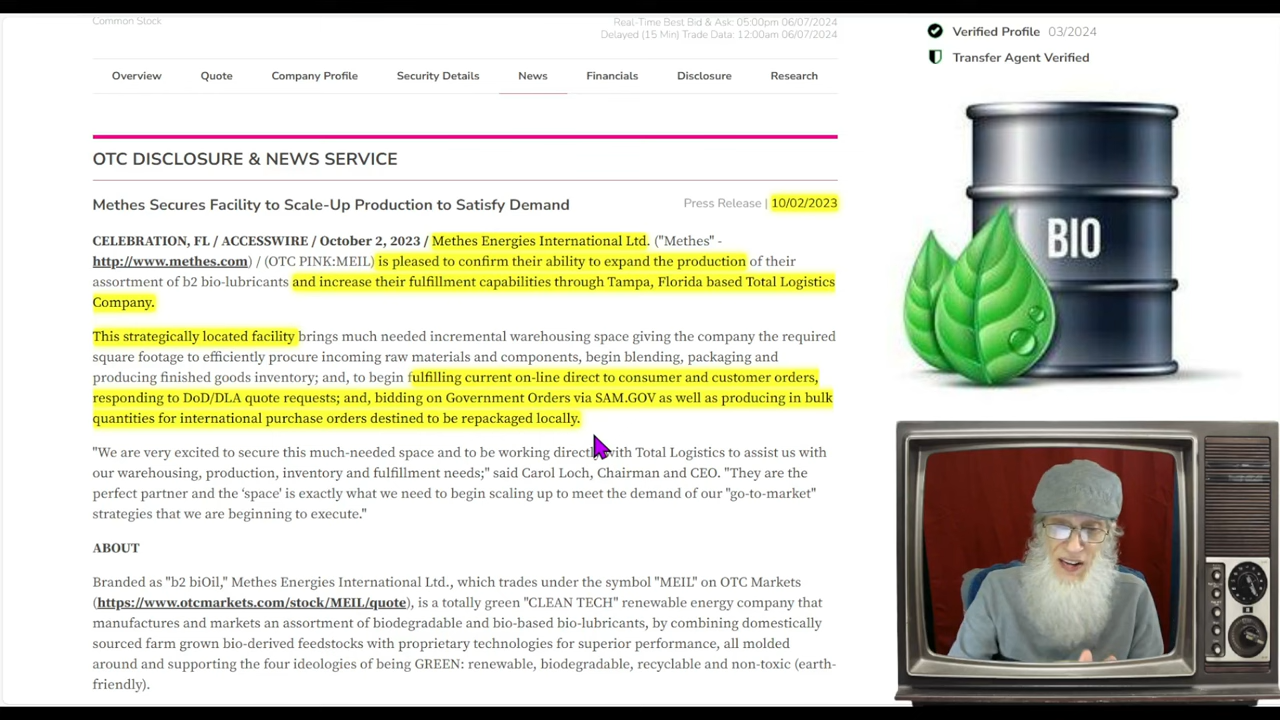 Common Stock
Real-Time Best Bid & Ask: 05:00pm 06/07/2024
Delayed (15 Min) Trade Data: 12:00am 06/07/2024
Verified Profile 03/2024
Transfer Agent Verified
Overview Quote Company Profile Security Details News Financials Disclosure Research
OTC DISCLOSURE & NEWS SERVICE
Methes Secures Facility to Scale-Up Production to Satisfy Demand
Press Release | 10/02/2023
CELEBRATION, FL / ACCESSWIRE / October 2, 2023 / Methes Energies International Ltd. ("Methes" -
http://www.methes.com) / (OTC PINK:MEIL) is pleased to confirm their ability to expand the production of their
assortment of b2 bio-lubricants and increase their fulfillment capabilities through Tampa, Florida based Total Logistics
Company.
This strategically located facility brings much needed incremental warehousing space giving the company the required
square footage to efficiently procure incoming raw materials and components, begin blending, packaging and
producing finished goods inventory; and, to begin fulfilling current on-line direct to consumer and customer orders,
responding to DoD/DLA quote requests; and, bidding on Government Orders via SAM.GOV as well as producing in bulk
quantities for international purchase orders destined to be repackaged locally.
"We are very excited to secure this much-needed space and to be working directly with Total Logistics to assist us with
our warehousing, production, inventory and fulfillment needs;" said Carol Loch, Chairman and CEO. "They are the
perfect partner and the ‘space’ is exactly what we need to begin scaling up to meet the demand of our "go-to-market"
strategies that we are beginning to execute."
ABOUT
Branded as "b2 biOil," Methes Energies International Ltd., which trades under the symbol "MEIL" on OTC Markets
(https://www.otcmarkets.com/stock/MEIL/quote), is a totally green "CLEAN TECH" renewable energy company that
manufactures and markets an assortment of biodegradable and bio-based bio-lubricants, by combining domestically
sourced farm grown bio-derived feedstocks with proprietary technologies for superior performance, all molded
around and supporting the four ideologies of being GREEN: renewable, biodegradable, recyclable and non-toxic (earth-
friendly).
BIO